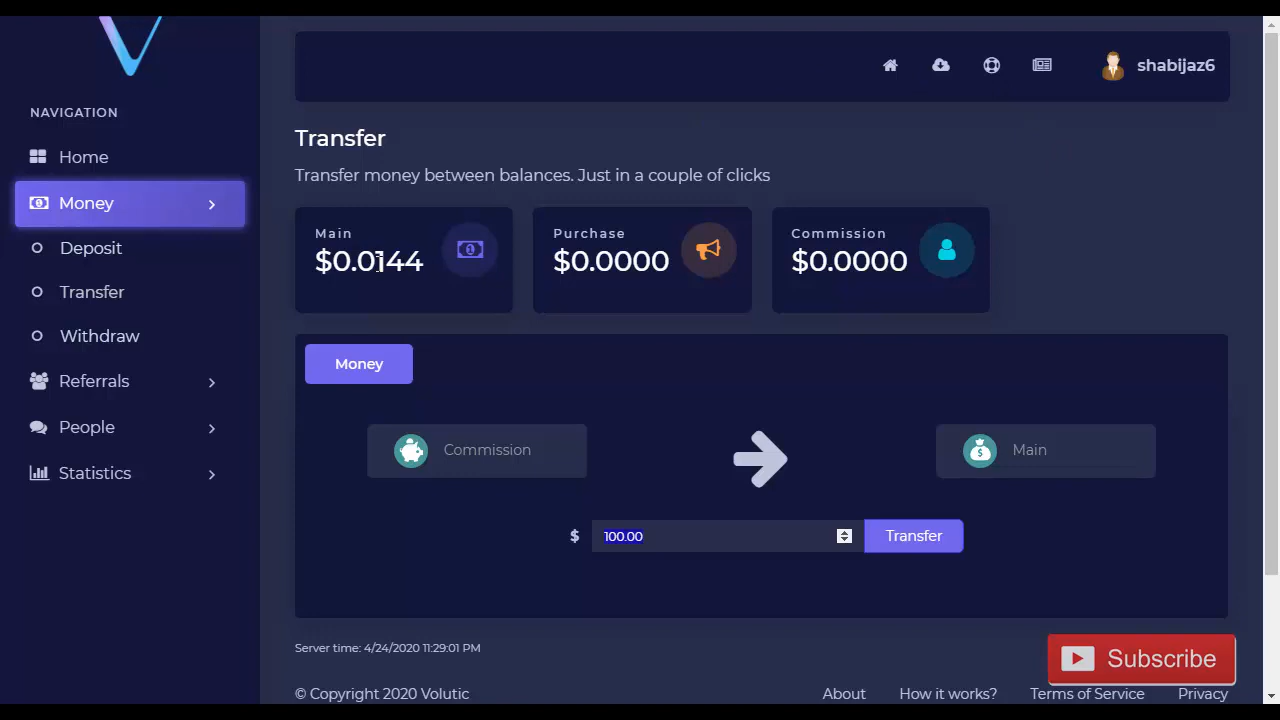 NAVIGATION
Home
Money
Deposit
Transfer
Withdraw
Referrals
People
Statistics
shabijaz6
Transfer
Transfer money between balances. Just in a couple of clicks
Main
$0.0144
Purchase
$0.0000
Commission
$0.0000
Money
Commission
Main
$ 100.00 Transfer
Server time: 4/24/2020 11:29:01 PM
Subscribe
© Copyright 2020 Volutic
About How it works? Terms of Service Privacy